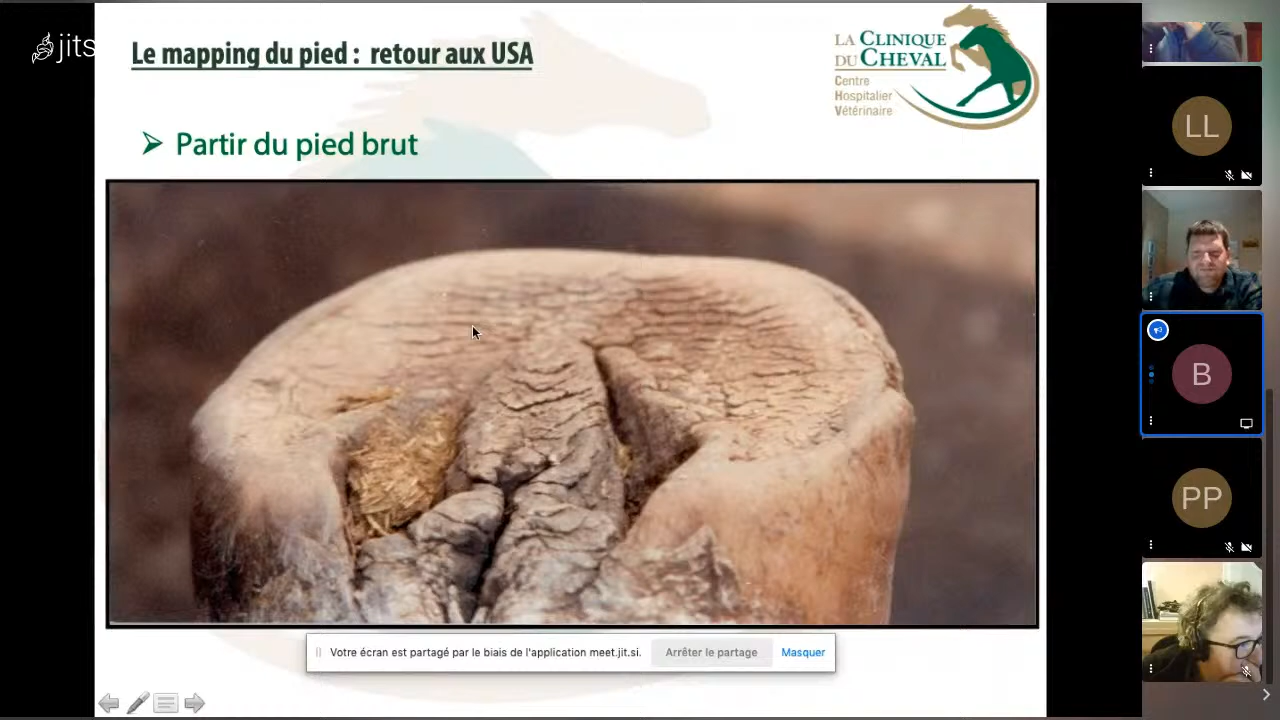 jits
Le mapping du pied : retour aux USA
LA CLINIQUE
DU CHEVAL
Centre
Hospitalier
Vétérinaire
➢ Partir du pied brut
Votre écran est partagé par le biais de l'application meet.jit.si.
Arrêter le partage
Masquer
LL
B
PP